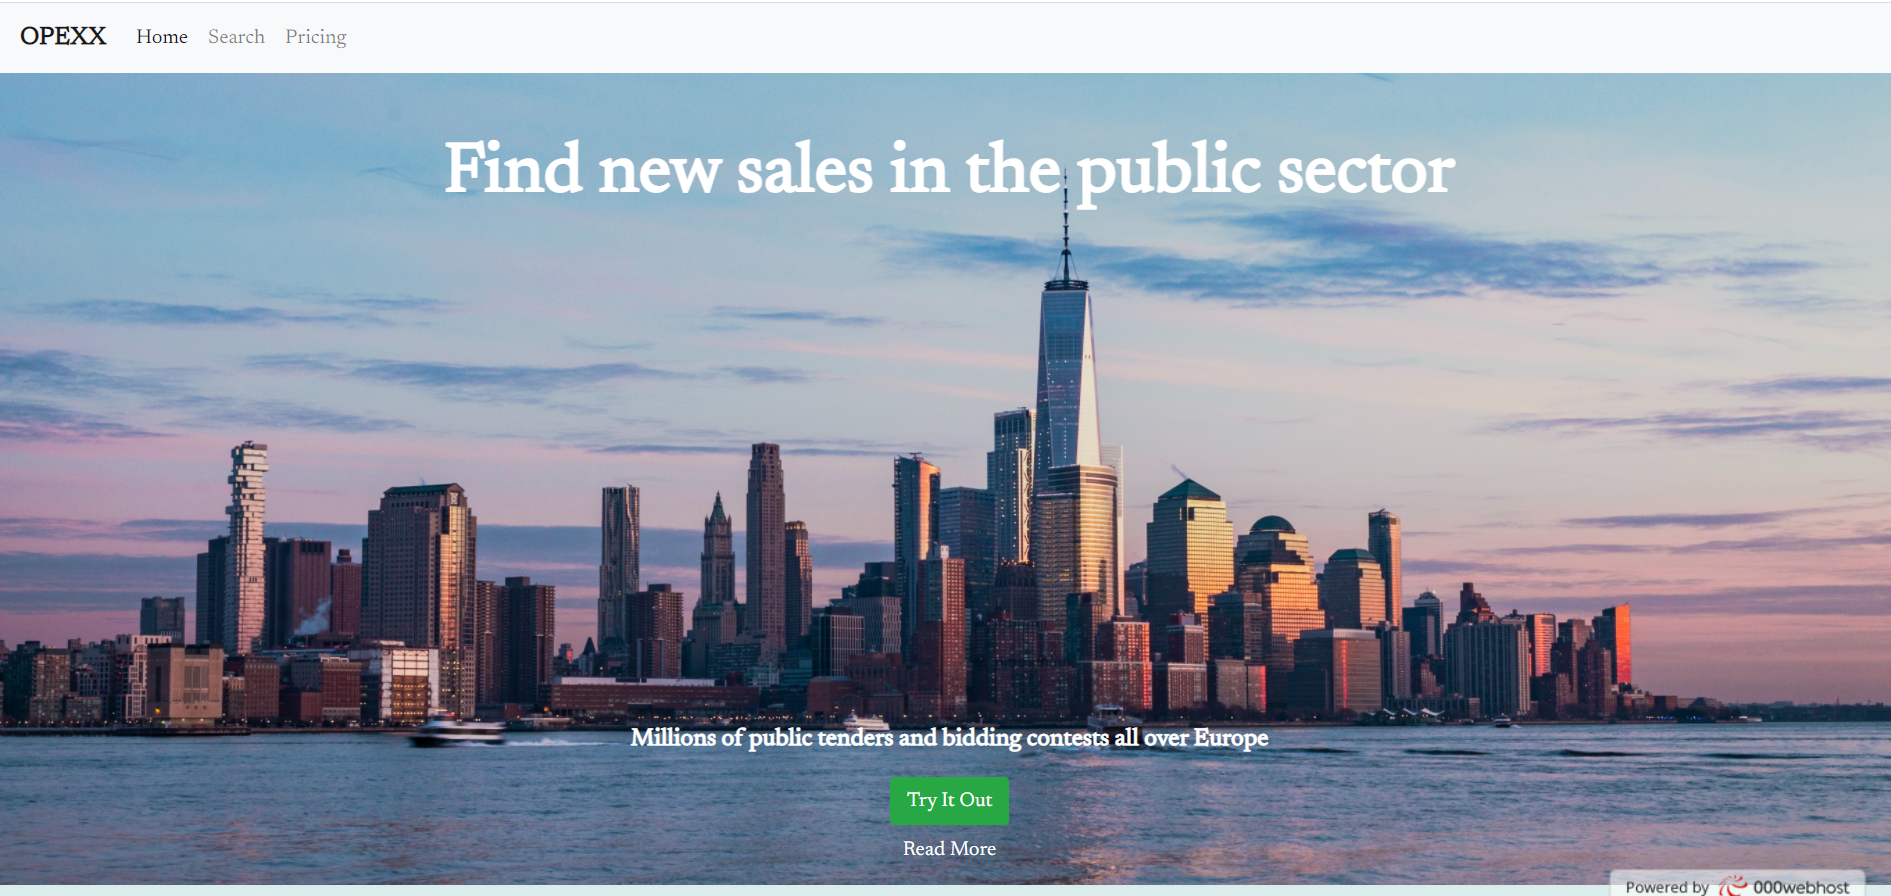 OPEXX Home Search Pricing
Find new sales in the public sector
Millions of public tenders and bidding contests all over Europe
Try It Out
Read More
Powered by 000webhost